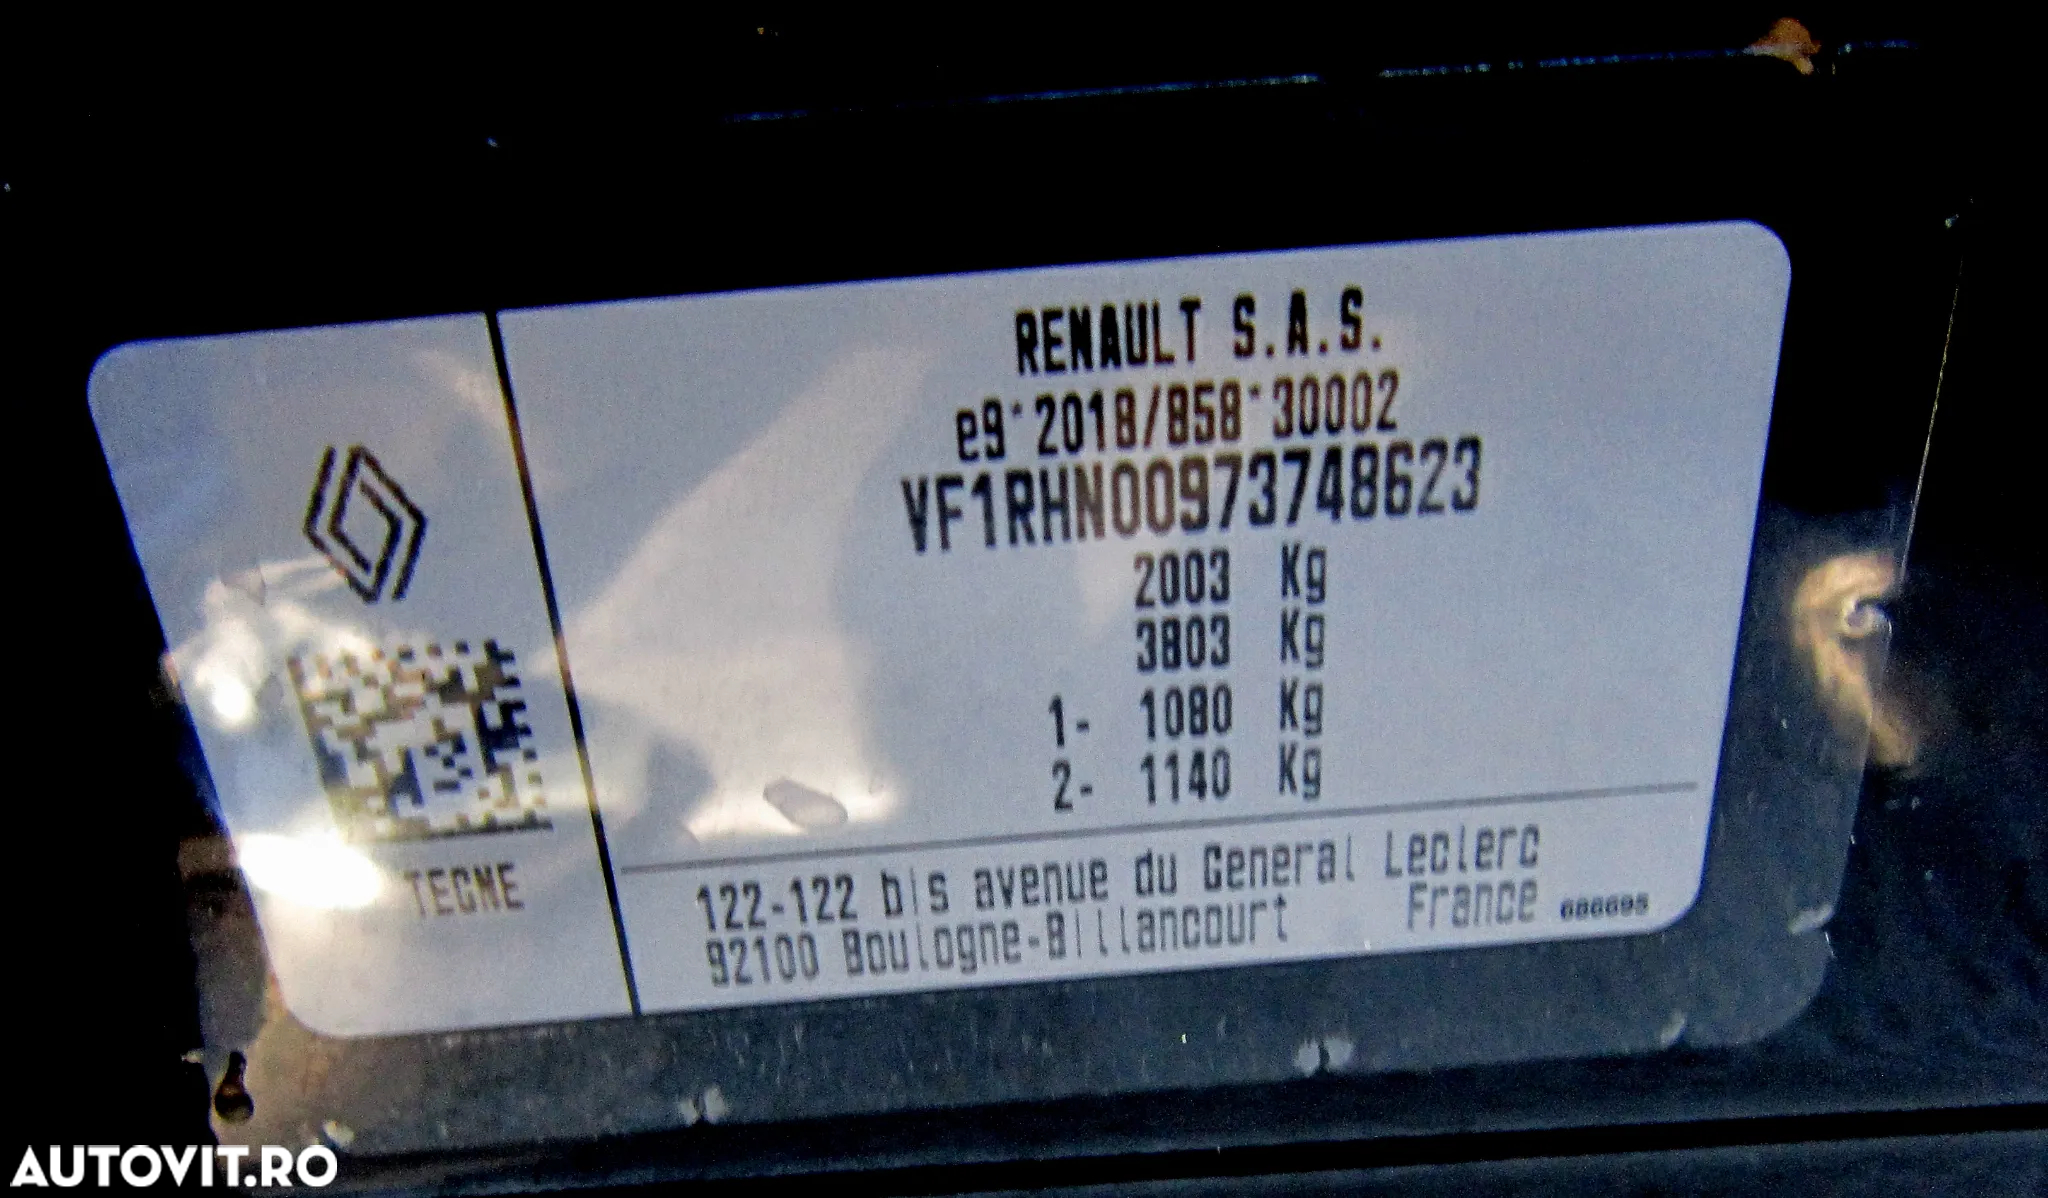 RENAULT S.A.S.
e9*2018/858*30002
VF1RHN00973748623
2003 Kg
3803 Kg
1- 1080 Kg
2- 1140 Kg
TEGNE
122-122 bis avenue du General Leclerc
92100 Boulogne-Billancourt France 686695
AUTOVIT.RO